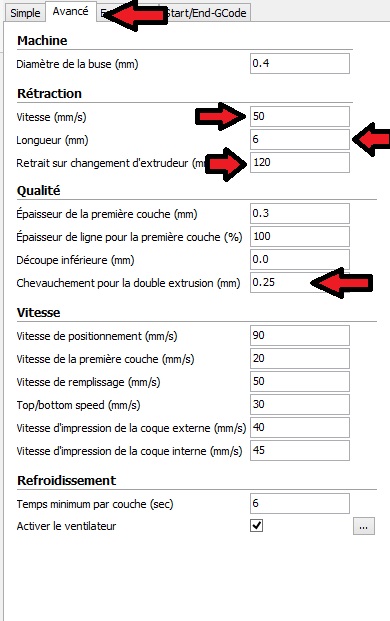 Simple Avancé Start/End-GCode
Machine
Diamètre de la buse (mm) 0.4
Rétraction
Vitesse (mm/s) 50
Longueur (mm) 6
Retrait sur changement d'extrudeur 120
Qualité
Épaisseur de la première couche (mm) 0.3
Épaisseur de ligne pour la première couche (%) 100
Découpe inférieure (mm) 0.0
Chevauchement pour la double extrusion (mm) 0.25
Vitesse
Vitesse de positionnement (mm/s) 90
Vitesse de la première couche (mm/s) 20
Vitesse de remplissage (mm/s) 50
Top/bottom speed (mm/s) 30
Vitesse d'impression de la coque externe (mm/s) 40
Vitesse d'impression de la coque interne (mm/s) 45
Refroidissement
Temps minimum par couche (sec) 6
Activer le ventilateur ...